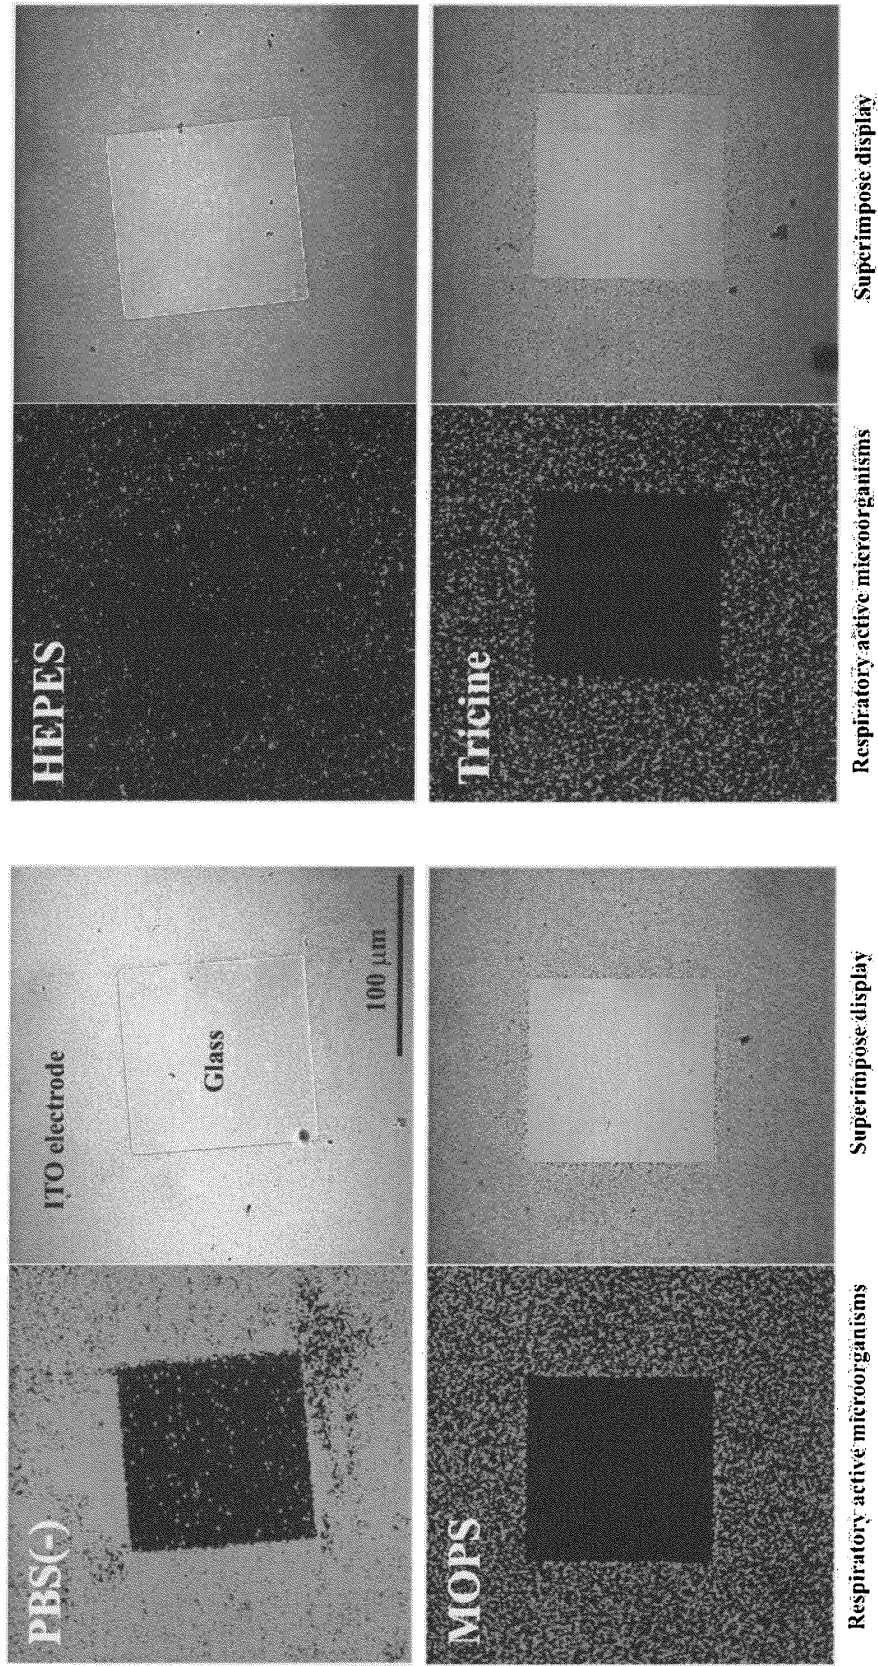 PBS(-)
ITO electrode
Glass
100 μm
HEPES
MOPS
Tricine
Respiratory active microorganisms
Superimpose display
Respiratory active microorganisms
Superimpose display